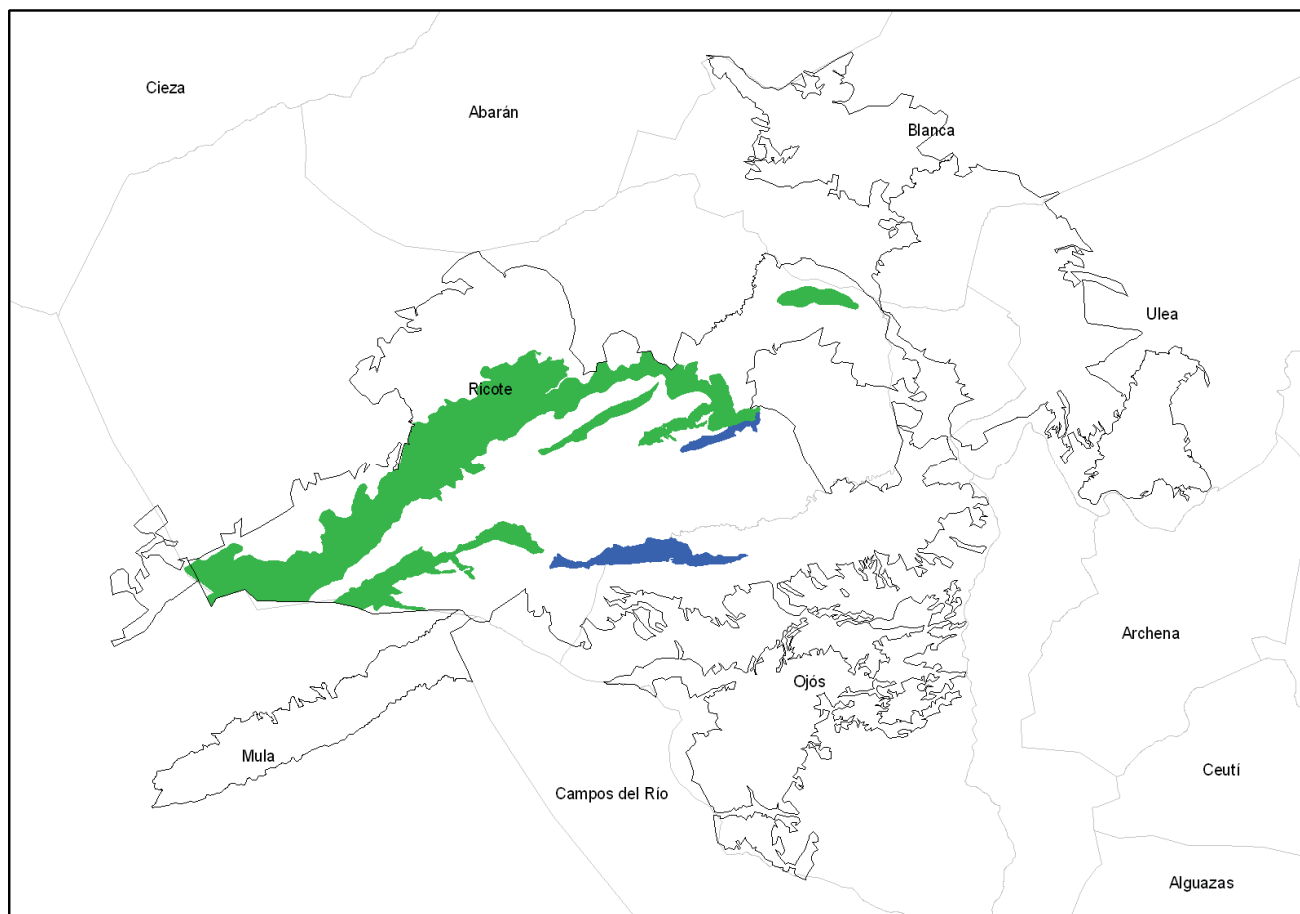 Cieza
Abarán
Blanca
Ulea
Ricote
Archena
Ojós
Mula
Ceutí
Campos del Río
Alguazas